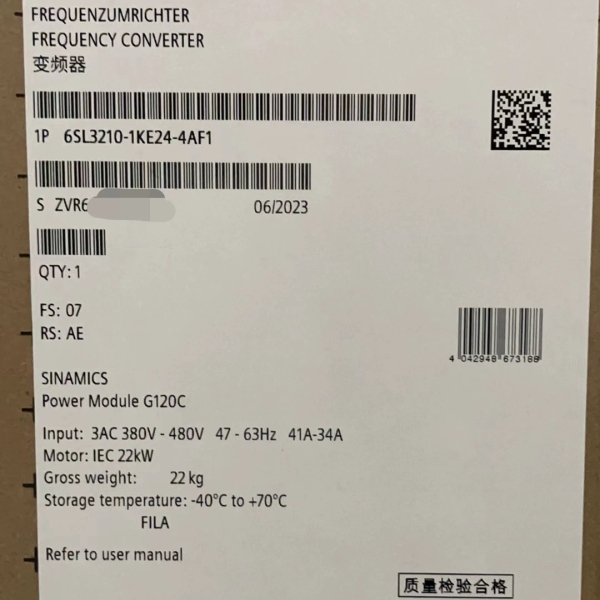 FREQUENZUMRICHTER
FREQUENCY CONVERTER
变频器
1P 6SL3210-1KE24-4AF1
S ZVR6
06/2023
QTY: 1
FS: 07
RS: AE
4 042948 673188
SINAMICS
Power Module G120C
Input: 3AC 380V - 480V 47 - 63Hz 41A-34A
Motor: IEC 22kW
Gross weight: 22 kg
Storage temperature: -40°C to +70°C
FILA
Refer to user manual
质量检验合格